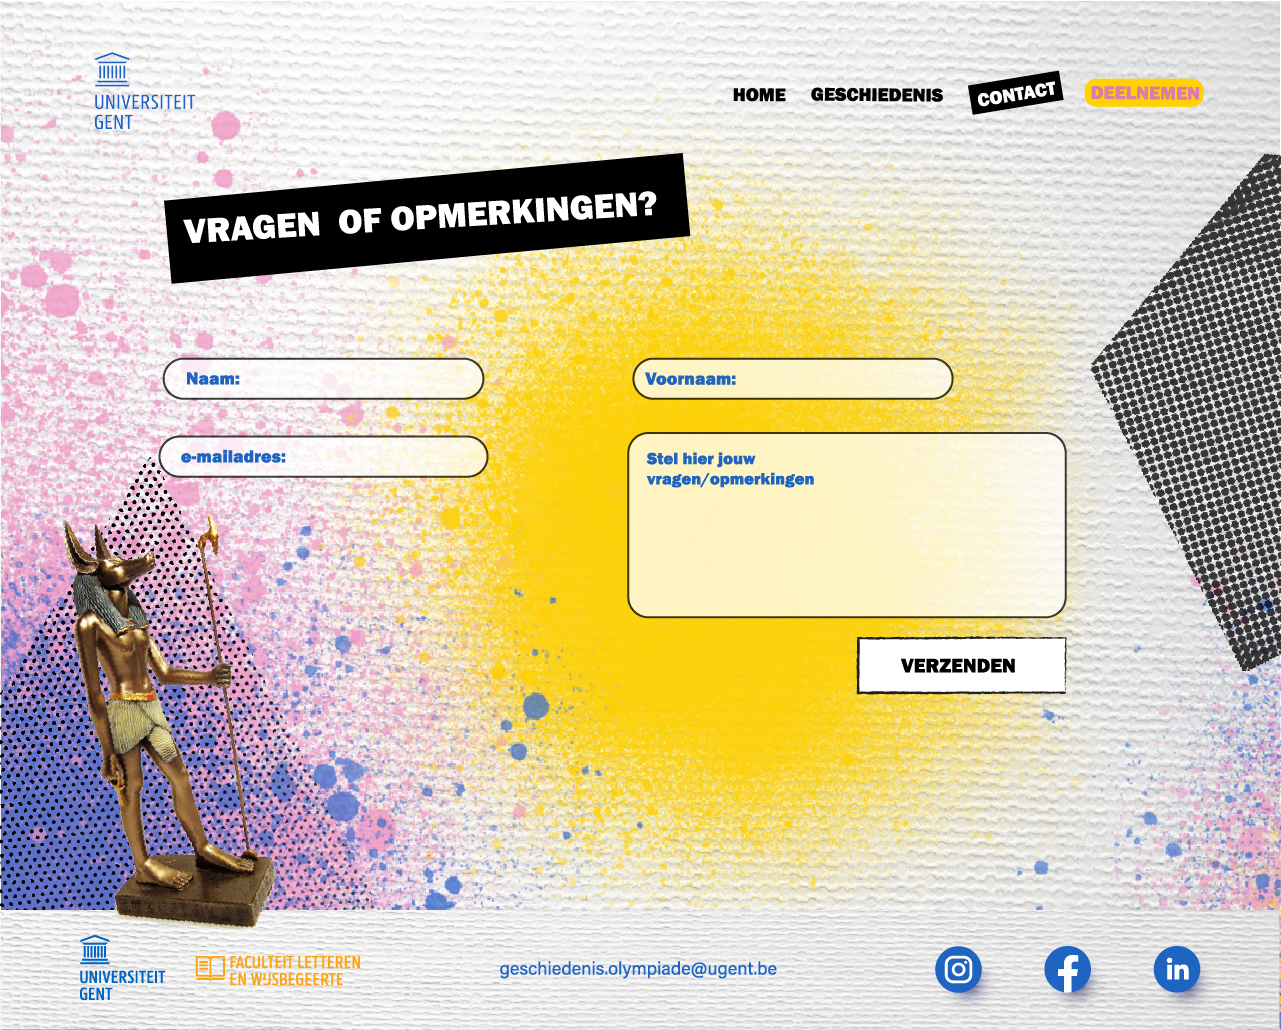 UNIVERSITEIT
GENT
HOME GESCHIEDENIS CONTACT DEELNEMEN
VRAGEN OF OPMERKINGEN?
Naam:
Voornaam:
e-mailadres:
Stel hier jouw
vragen/opmerkingen
VERZENDEN
UNIVERSITEIT
GENT
FACULTEIT LETTEREN
EN WIJSBEGEERTE
geschiedenis.olympiade@ugent.be
in